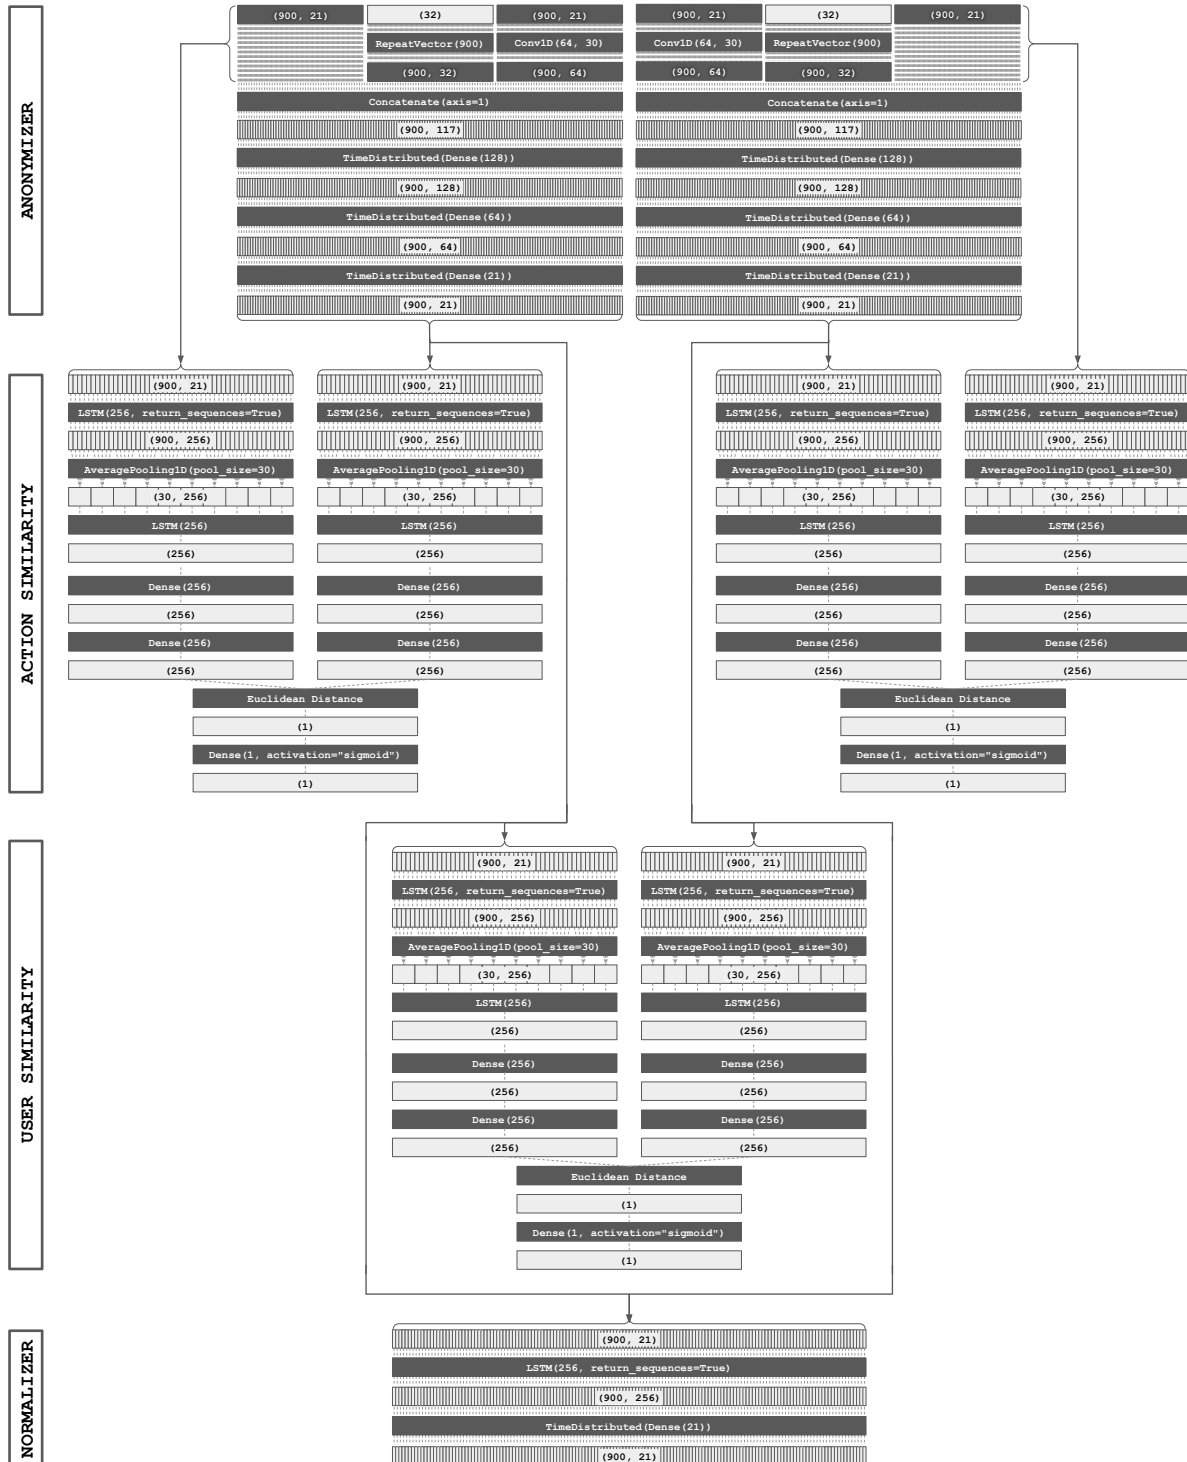 ANONYMIZER
(900, 21) (32) (900, 21) (900, 21) (32) (900, 21)
RepeatVector(900) Conv1D(64, 30) Conv1D(64, 30) RepeatVector(900)
(900, 32) (900, 64) (900, 64) (900, 32)
Concatenate(axis=1) Concatenate(axis=1)
(900, 117) (900, 117)
TimeDistributed(Dense(128)) TimeDistributed(Dense(128))
(900, 128) (900, 128)
TimeDistributed(Dense(64)) TimeDistributed(Dense(64))
(900, 64) (900, 64)
TimeDistributed(Dense(21)) TimeDistributed(Dense(21))
(900, 21) (900, 21)
ACTION SIMILARITY
(900, 21) (900, 21) (900, 21) (900, 21)
LSTM(256, return_sequences=True) LSTM(256, return_sequences=True) LSTM(256, return_sequences=True) LSTM(256, return_sequences=True)
(900, 256) (900, 256) (900, 256) (900, 256)
AveragePooling1D(pool_size=30) AveragePooling1D(pool_size=30) AveragePooling1D(pool_size=30) AveragePooling1D(pool_size=30)
(30, 256) (30, 256) (30, 256) (30, 256)
LSTM(256) LSTM(256) LSTM(256) LSTM(256)
(256) (256) (256) (256)
Dense(256) Dense(256) Dense(256) Dense(256)
(256) (256) (256) (256)
Dense(256) Dense(256) Dense(256) Dense(256)
(256) (256) (256) (256)
Euclidean Distance Euclidean Distance
(1) (1)
Dense(1, activation="sigmoid") Dense(1, activation="sigmoid")
(1) (1)
USER SIMILARITY
(900, 21) (900, 21)
LSTM(256, return_sequences=True) LSTM(256, return_sequences=True)
(900, 256) (900, 256)
AveragePooling1D(pool_size=30) AveragePooling1D(pool_size=30)
(30, 256) (30, 256)
LSTM(256) LSTM(256)
(256) (256)
Dense(256) Dense(256)
(256) (256)
Dense(256) Dense(256)
(256) (256)
Euclidean Distance
(1)
Dense(1, activation="sigmoid")
(1)
NORMALIZER
(900, 21)
LSTM(256, return_sequences=True)
(900, 256)
TimeDistributed(Dense(21))
(900, 21)